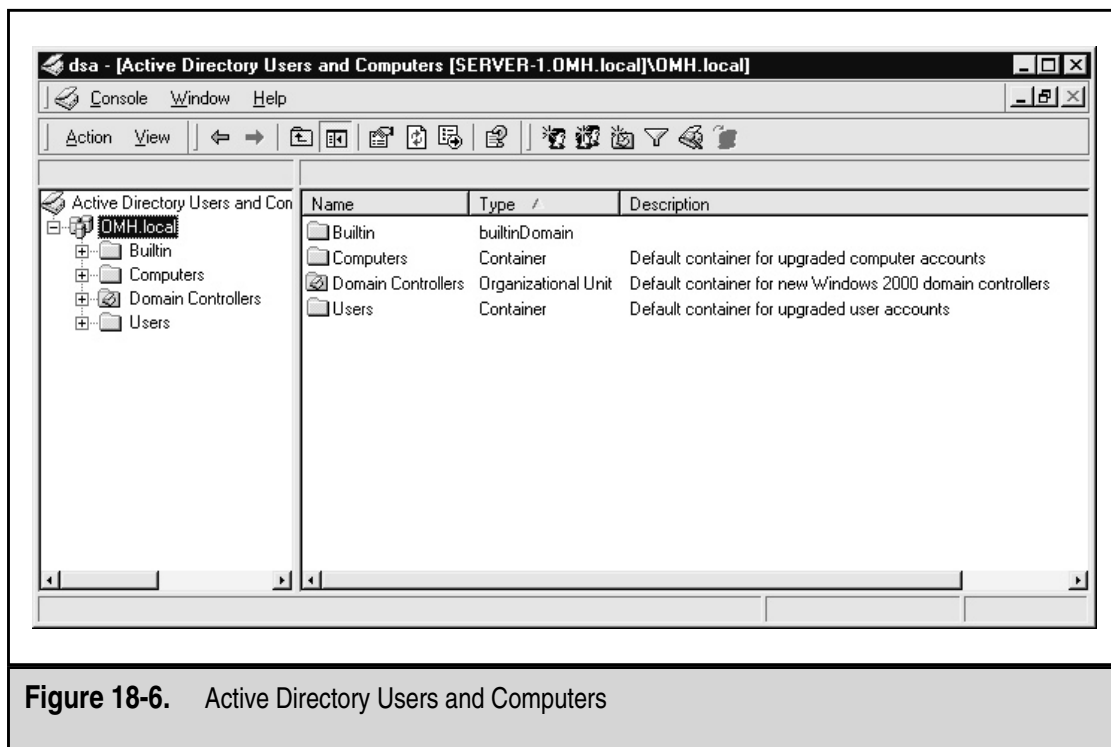 dsa - [Active Directory Users and Computers [SERVER-1.OMH.local]\OMH.local]
Console Window Help
Action View
Active Directory Users and Con
OMH.local
Builtin
Computers
Domain Controllers
Users
Name Type Description
Builtin builtinDomain
Computers Container Default container for upgraded computer accounts
Domain Controllers Organizational Unit Default container for new Windows 2000 domain controllers
Users Container Default container for upgraded user accounts
Figure 18-6. Active Directory Users and Computers